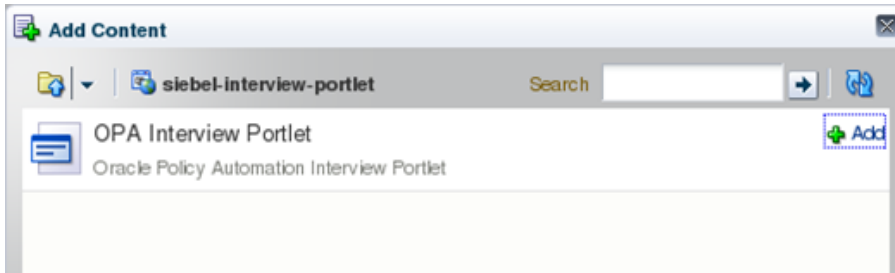 Add Content
siebel-interview-portlet Search
OPA Interview Portlet Add
Oracle Policy Automation Interview Portlet